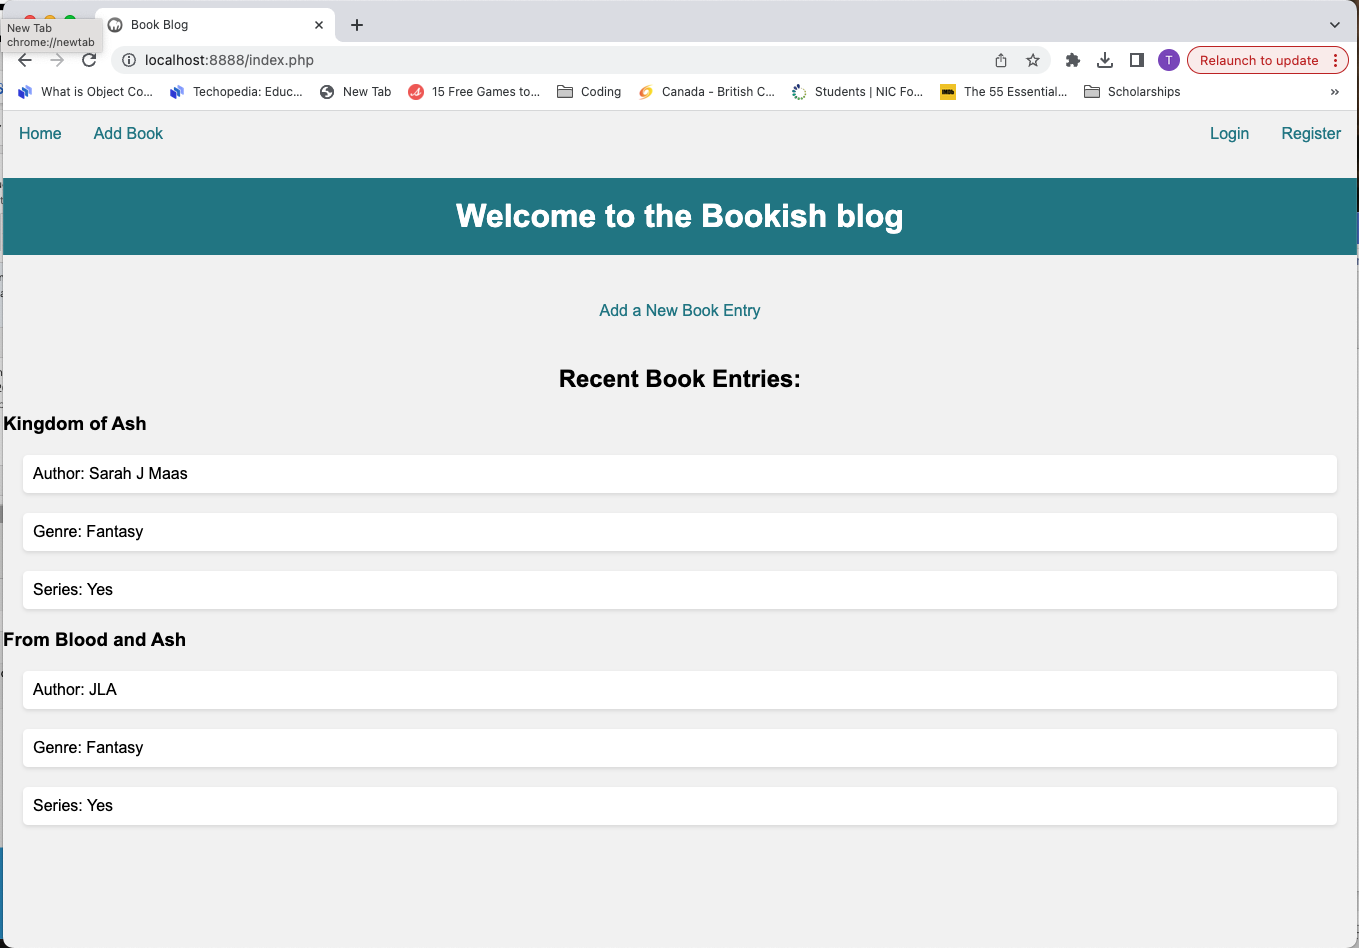 Book Blog
New Tab
chrome://newtab
localhost:8888/index.php
T
Relaunch to update
What is Object Co...
Techopedia: Educ...
New Tab
15 Free Games to...
Coding
Canada - British C...
Students | NIC Fo...
The 55 Essential...
Scholarships
»
Home
Add Book
Login
Register
Welcome to the Bookish blog
Add a New Book Entry
Recent Book Entries:
Kingdom of Ash
Author: Sarah J Maas
Genre: Fantasy
Series: Yes
From Blood and Ash
Author: JLA
Genre: Fantasy
Series: Yes